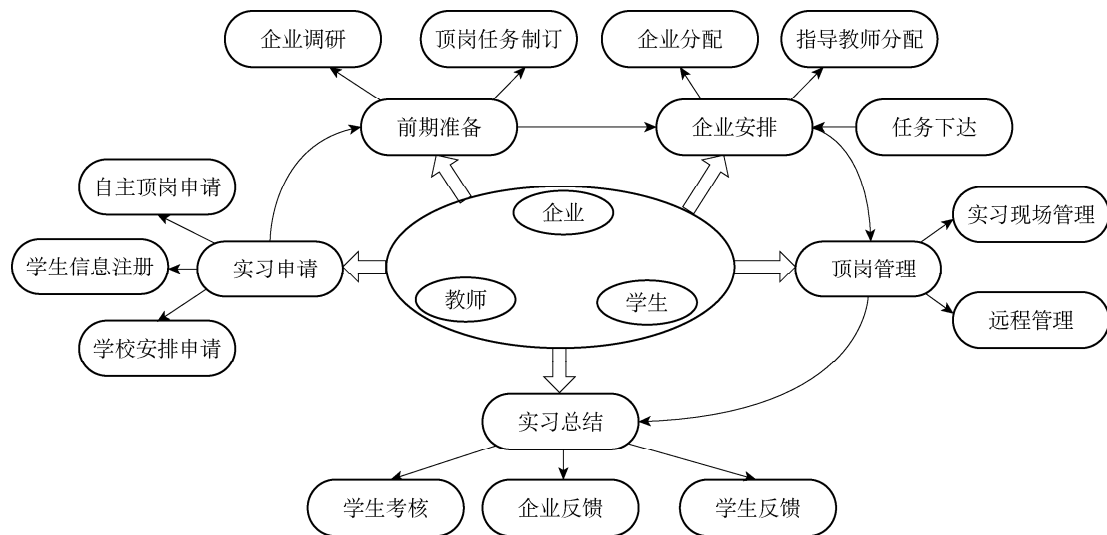 企业调研
顶岗任务制订
企业分配
指导教师分配
前期准备
企业安排
任务下达
自主顶岗申请
企业
实习现场管理
学生信息注册
实习申请
顶岗管理
教师
学生
远程管理
学校安排申请
实习总结
学生考核
企业反馈
学生反馈